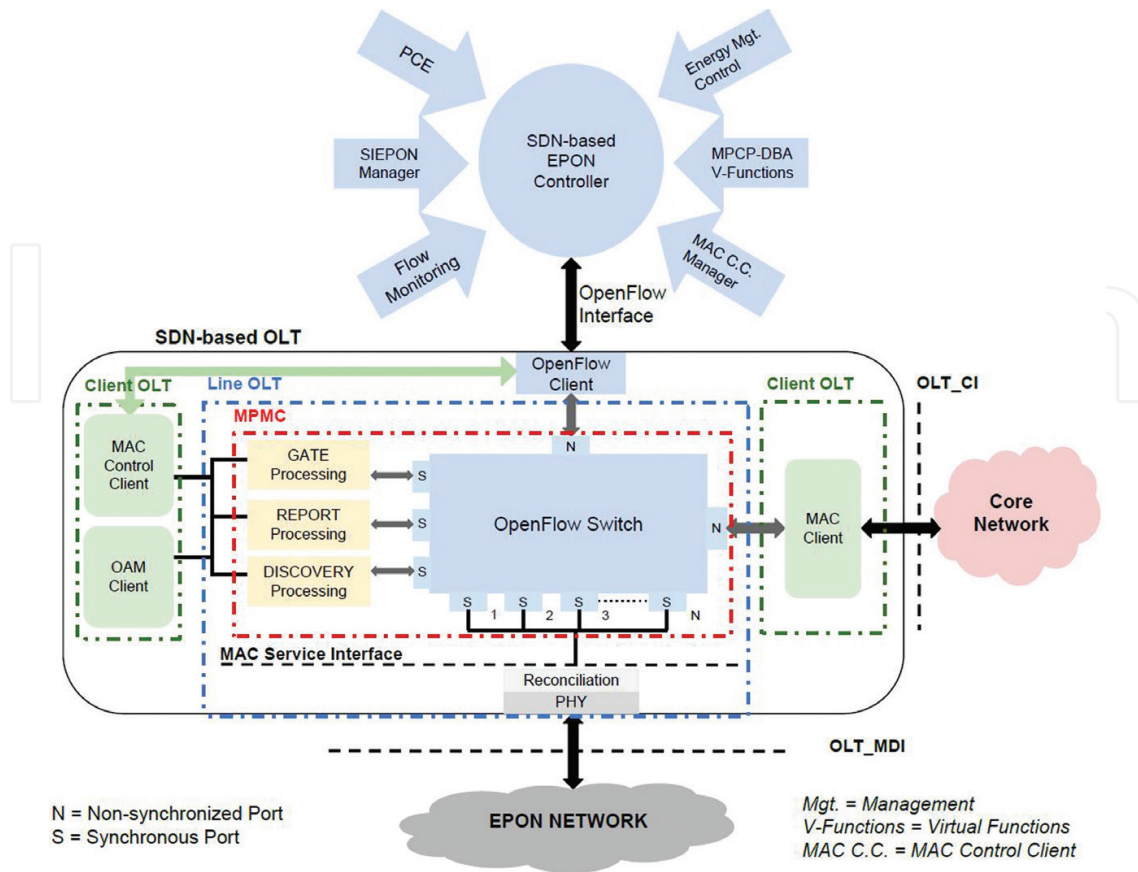 PCE
Energy Mgt.
Control
SIEPON
Manager
SDN-based
EPON
Controller
MPCP-DBA
V-Functions
Flow
Monitoring
MAC C.C.
Manager
OpenFlow
Interface
SDN-based OLT
OpenFlow
Client
Client OLT
Line OLT
Client OLT
OLT_CI
MPMC
MAC
Control
Client
GATE
Processing
S
N
REPORT
Processing
S
OpenFlow Switch
N
MAC
Client
Core
Network
OAM
Client
DISCOVERY
Processing
S
S
S
S
S
1
2
3
N
MAC Service Interface
Reconciliation
PHY
OLT_MDI
EPON NETWORK
N = Non-synchronized Port
S = Synchronous Port
Mgt. = Management
V-Functions = Virtual Functions
MAC C.C. = MAC Control Client